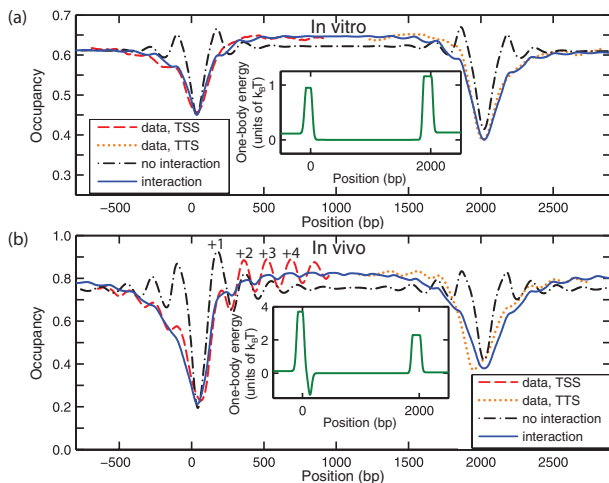 (a)
In vitro
0.7
0.6
0.5
0.4
0.3
Occupancy
One-body energy
(units of kBT)
1
0
0
2000
Position (bp)
data, TSS
data, TTS
no interaction
interaction
−500
0
500
1000
1500
2000
2500
Position (bp)
(b)
In vivo
+1
+2
+3
+4
1.0
0.8
0.6
0.4
0.2
0.0
Occupancy
One-body energy
(units of kBT)
4
2
0
0
2000
Position (bp)
data, TSS
data, TTS
no interaction
interaction
−500
0
500
1000
1500
2000
2500
Position (bp)